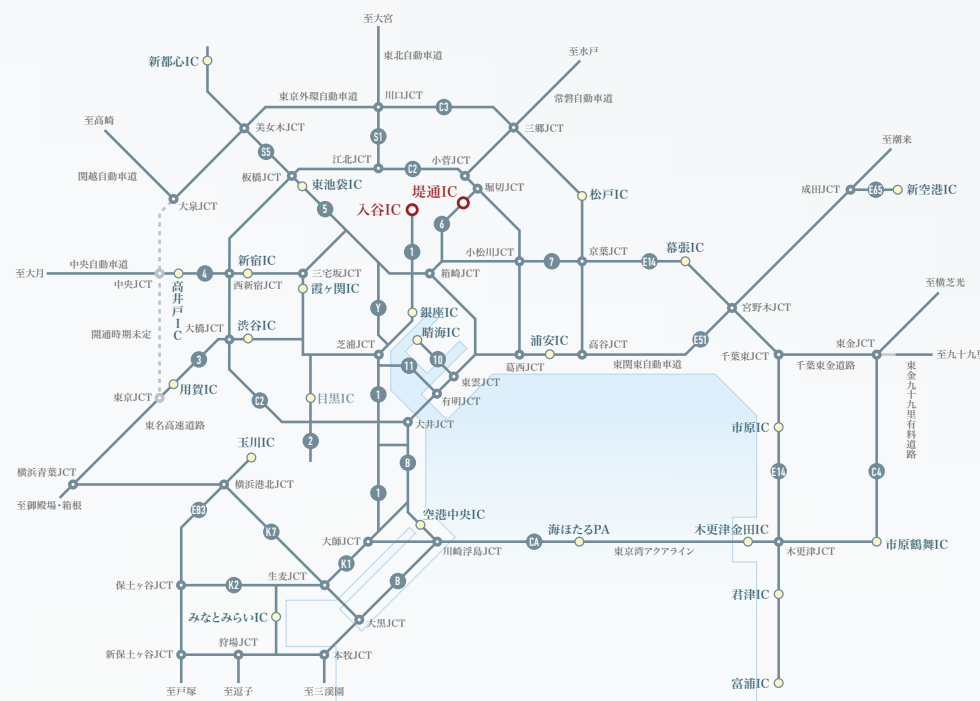 至大宮
東北自動車道
至水戸
新都心IC
東京外環自動車道
川口JCT
C3
常磐自動車道
至高崎
美女木JCT
S1
三郷JCT
至潮来
S5
江北JCT
C2
小菅JCT
関越自動車道
板橋JCT
東池袋IC
堤通IC
堀切JCT
松戸IC
成田JCT
E65
新空港IC
大泉JCT
5
入谷IC
6
1
小松川JCT
7
京葉JCT
E14
幕張IC
至大月
中央自動車道
中央JCT
4
新宿IC
西新宿JCT
三宅坂JCT
箱崎JCT
高井戸IC
霞ヶ関IC
至横芝光
Y
銀座IC
宮野木JCT
開通時期未定
大橋JCT
渋谷IC
晴海IC
浦安IC
E51
芝浦JCT
葛西JCT
高谷JCT
東関東自動車道
千葉東JCT
千葉東金道路
東金JCT
至九十九里
3
10
11
東雲JCT
東金九十九里有料道路
用賀IC
東京JCT
C2
目黒IC
1
有明JCT
東名高速道路
大井JCT
市原IC
玉川IC
2
B
横浜青葉JCT
横浜港北JCT
E14
C4
至御殿場・箱根
1
E83
空港中央IC
海ほたるPA
木更津金田IC
K7
大師JCT
川崎浮島JCT
CA
東京湾アクアライン
木更津JCT
市原鶴舞IC
K1
保土ヶ谷JCT
K2
生麦JCT
B
君津IC
みなとみらいIC
大黒JCT
狩場JCT
新保土ヶ谷JCT
本牧JCT
富浦IC
至戸塚
至逗子
至三溪園